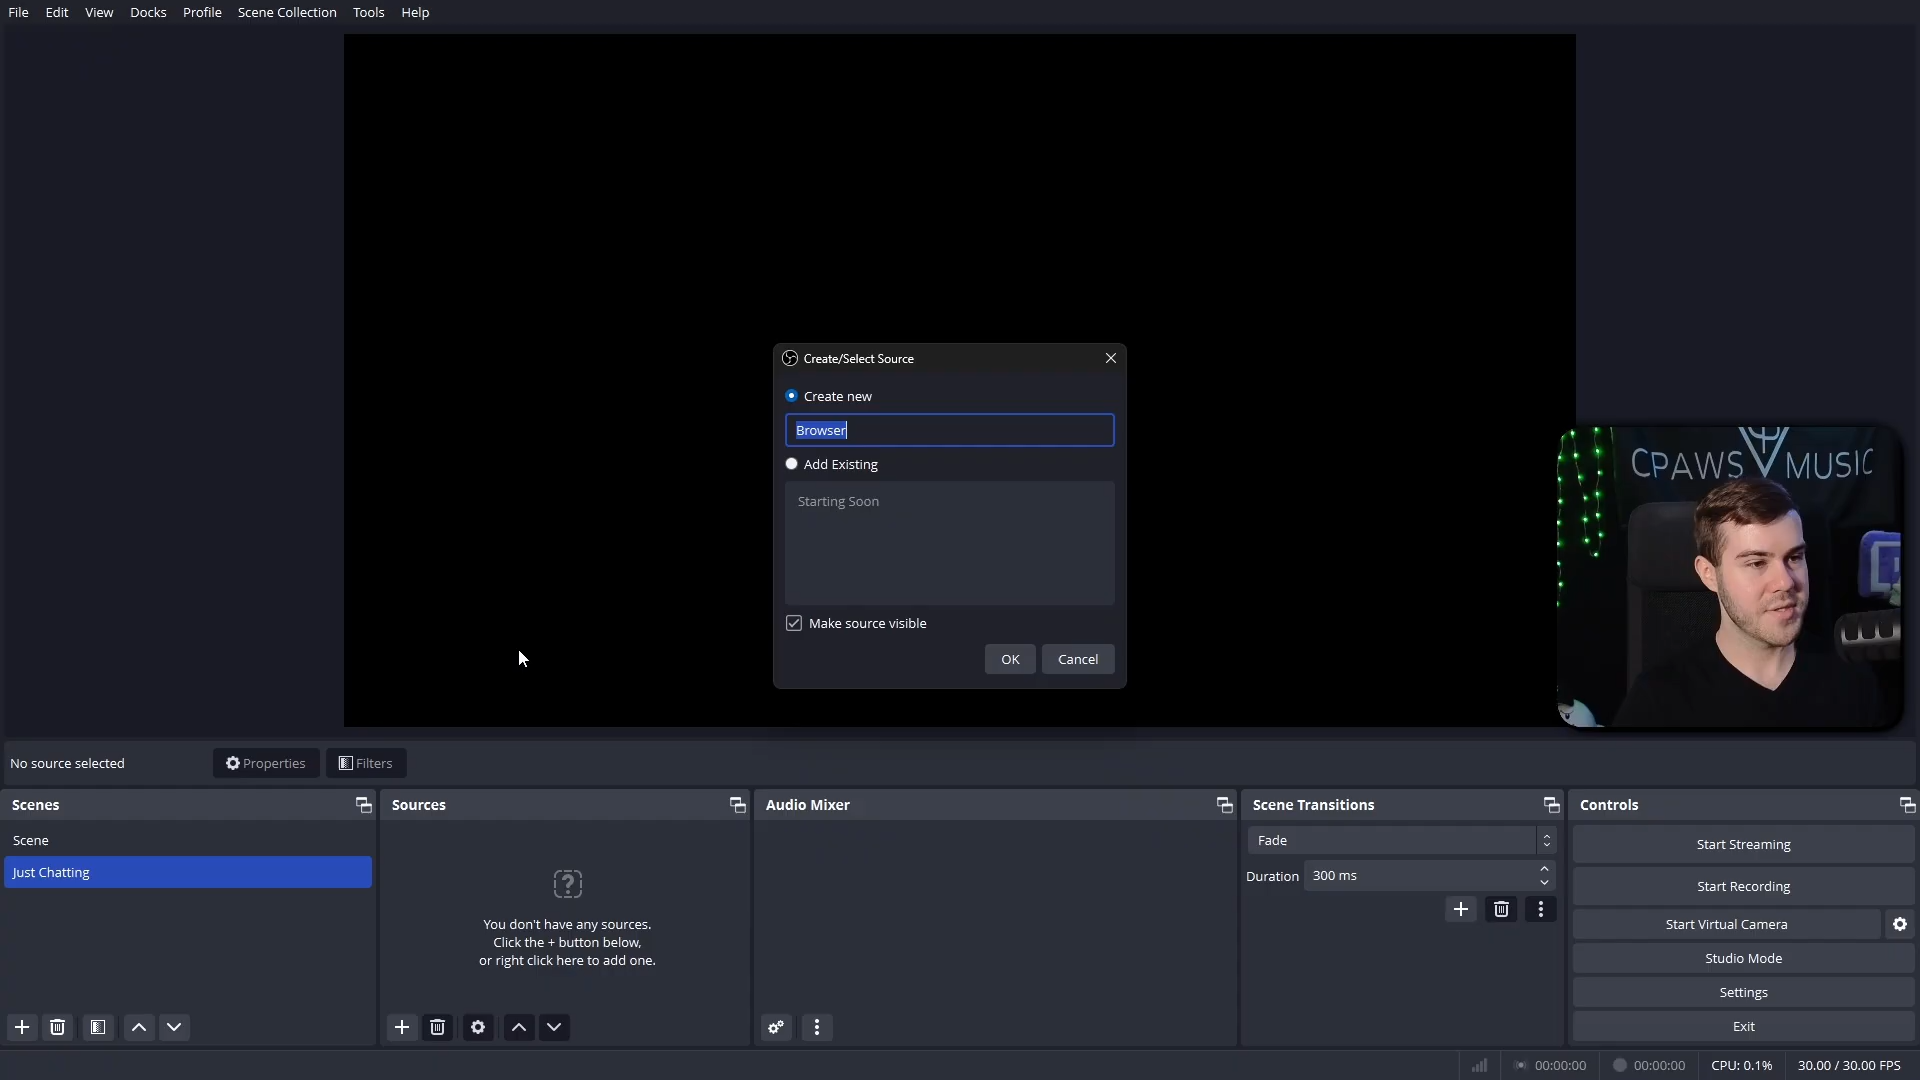 File Edit View Docks Profile Scene Collection Tools Help
Create/Select Source
Create new
Browser
Add Existing
Starting Soon
Make source visible
OK Cancel
CPAWS MUSIC
No source selected Properties Filters
Scenes
Scene
Just Chatting
Sources
You don't have any sources.
Click the + button below,
or right click here to add one.
Audio Mixer
Scene Transitions
Fade
Duration 300 ms
Controls
Start Streaming
Start Recording
Start Virtual Camera
Studio Mode
Settings
Exit
00:00:00 00:00:00 CPU: 0.1% 30.00 / 30.00 FPS